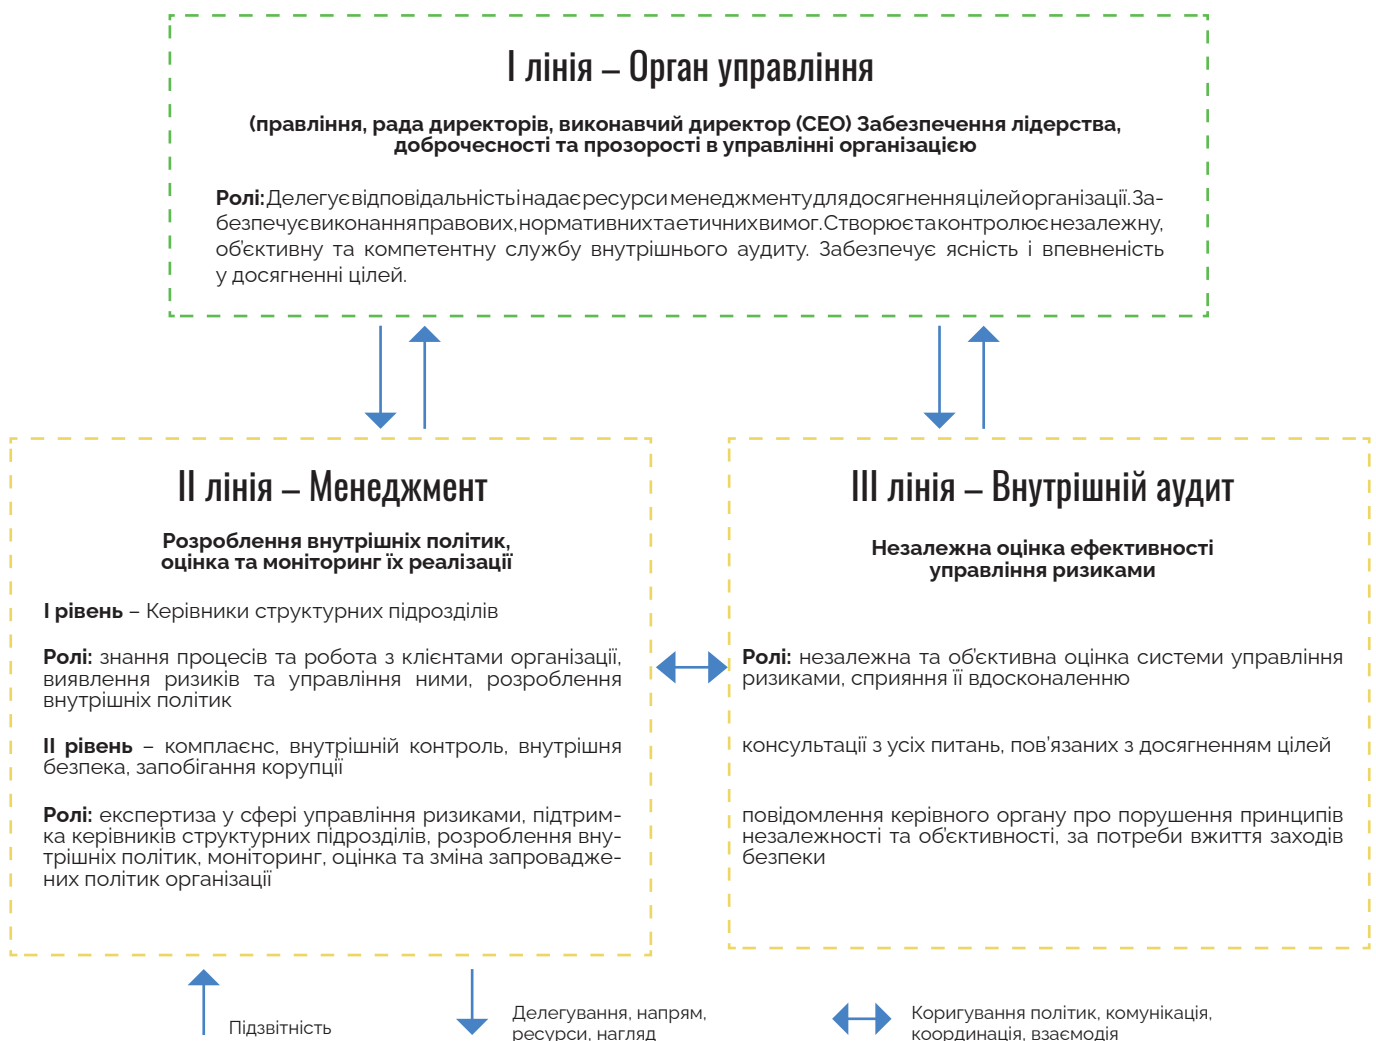 І лінія – Орган управління
(правління, рада директорів, виконавчий директор (CEO) Забезпечення лідерства,
доброчесності та прозорості в управлінні організацією
Ролі: Делегує відповідальність і надає ресурси менеджменту для досягнення цілей організації. За-
безпечує виконання правових, нормативних та етичних вимог. Створює та контролює незалежну,
об’єктивну та компетентну службу внутрішнього аудиту. Забезпечує ясність і впевненість
у досягненні цілей.
ІІ лінія – Менеджмент
Розроблення внутрішніх політик,
оцінка та моніторинг їх реалізації
І рівень – Керівники структурних підрозділів
Ролі: знання процесів та робота з клієнтами організації,
виявлення ризиків та управління ними, розроблення
внутрішніх політик
ІІ рівень – комплаєнс, внутрішній контроль, внутрішня
безпека, запобігання корупції
Ролі: експертиза у сфері управління ризиками, підтрим-
ка керівників структурних підрозділів, розроблення вну-
трішніх політик, моніторинг, оцінка та зміна запровадже-
них політик організації
ІІІ лінія – Внутрішній аудит
Незалежна оцінка ефективності
управління ризиками
Ролі: незалежна та об’єктивна оцінка системи управління
ризиками, сприяння її вдосконаленню
консультації з усіх питань, пов’язаних з досягненням цілей
повідомлення керівного органу про порушення принципів
незалежності та об’єктивності, за потреби вжиття заходів
безпеки
Підзвітність
Делегування, напрям,
ресурси, нагляд
Коригування політик, комунікація,
координація, взаємодія